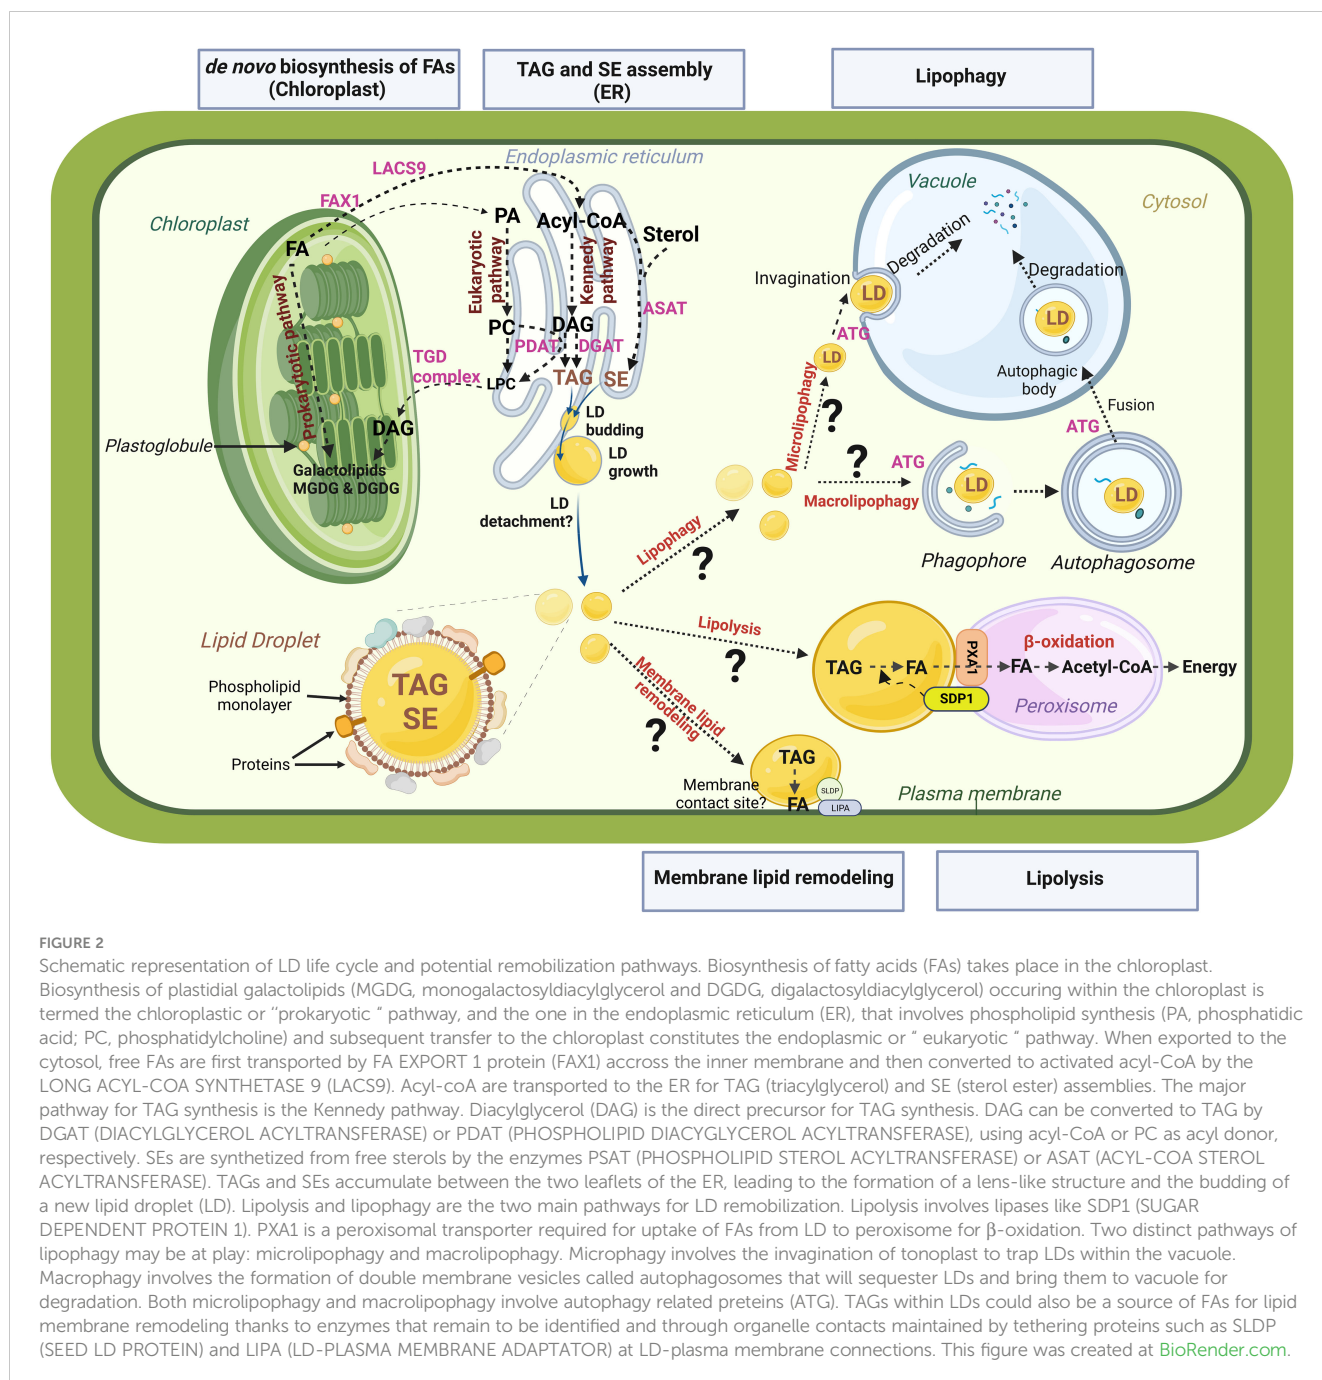 de novo biosynthesis of FAs
(Chloroplast)
TAG and SE assembly
(ER)
Lipophagy
Endoplasmic reticulum
LACS9
FAX1
Chloroplast
FA
PA
Acyl-CoA
Sterol
Eukaryotic
pathway
Kennedy
pathway
Prokarytotic pathway
ASAT
PC
DAG
PDAT
DGAT
TGD
complex
LPC
TAG
SE
DAG
Plastoglobule
Galactolipids
MGDG & DGDG
LD
budding
LD
growth
LD
detachment?
Vacuole
Cytosol
Degradation
Invagination
LD
Degradation
LD
ATG
LD
Autophagic
body
Microlipophagy
?
Fusion
ATG
?
ATG
Macrolipophagy
LD
LD
Phagophore
Autophagosome
Lipophagy
?
Lipolysis
?
Membrane lipid
remodeling
?
TAG
FA
PXA1
SDP1
β-oxidation
FA
Acetyl-CoA
Energy
Peroxisome
Lipid Droplet
Phospholipid
monolayer
TAG
SE
Proteins
TAG
FA
Membrane
contact site?
SLDP
LIPA
Plasma membrane
Membrane lipid remodeling
Lipolysis
FIGURE 2
Schematic representation of LD life cycle and potential remobilization pathways. Biosynthesis of fatty acids (FAs) takes place in the chloroplast.
Biosynthesis of plastidial galactolipids (MGDG, monogalactosyldiacylglycerol and DGDG, digalactosyldiacylglycerol) occuring within the chloroplast is
termed the chloroplastic or ‘‘prokaryotic “ pathway, and the one in the endoplasmic reticulum (ER), that involves phospholipid synthesis (PA, phosphatidic
acid; PC, phosphatidylcholine) and subsequent transfer to the chloroplast constitutes the endoplasmic or “ eukaryotic “ pathway. When exported to the
cytosol, free FAs are first transported by FA EXPORT 1 protein (FAX1) accross the inner membrane and then converted to activated acyl-CoA by the
LONG ACYL-COA SYNTHETASE 9 (LACS9). Acyl-coA are transported to the ER for TAG (triacylglycerol) and SE (sterol ester) assemblies. The major
pathway for TAG synthesis is the Kennedy pathway. Diacylglycerol (DAG) is the direct precursor for TAG synthesis. DAG can be converted to TAG by
DGAT (DIACYLGLYCEROL ACYLTRANSFERASE) or PDAT (PHOSPHOLIPID DIACYGLYCEROL ACYLTRANSFERASE), using acyl-CoA or PC as acyl donor,
respectively. SEs are synthetized from free sterols by the enzymes PSAT (PHOSPHOLIPID STEROL ACYLTRANSFERASE) or ASAT (ACYL-COA STEROL
ACYLTRANSFERASE). TAGs and SEs accumulate between the two leaflets of the ER, leading to the formation of a lens-like structure and the budding of
a new lipid droplet (LD). Lipolysis and lipophagy are the two main pathways for LD remobilization. Lipolysis involves lipases like SDP1 (SUGAR
DEPENDENT PROTEIN 1). PXA1 is a peroxisomal transporter required for uptake of FAs from LD to peroxisome for β-oxidation. Two distinct pathways of
lipophagy may be at play: microlipophagy and macrolipophagy. Microphagy involves the invagination of tonoplast to trap LDs within the vacuole.
Macrophagy involves the formation of double membrane vesicles called autophagosomes that will sequester LDs and bring them to vacuole for
degradation. Both microlipophagy and macrolipophagy involve autophagy related preteins (ATG). TAGs within LDs could also be a source of FAs for lipid
membrane remodeling thanks to enzymes that remain to be identified and through organelle contacts maintained by tethering proteins such as SLDP
(SEED LD PROTEIN) and LIPA (LD-PLASMA MEMBRANE ADAPTATOR) at LD-plasma membrane connections. This figure was created at BioRender.com.